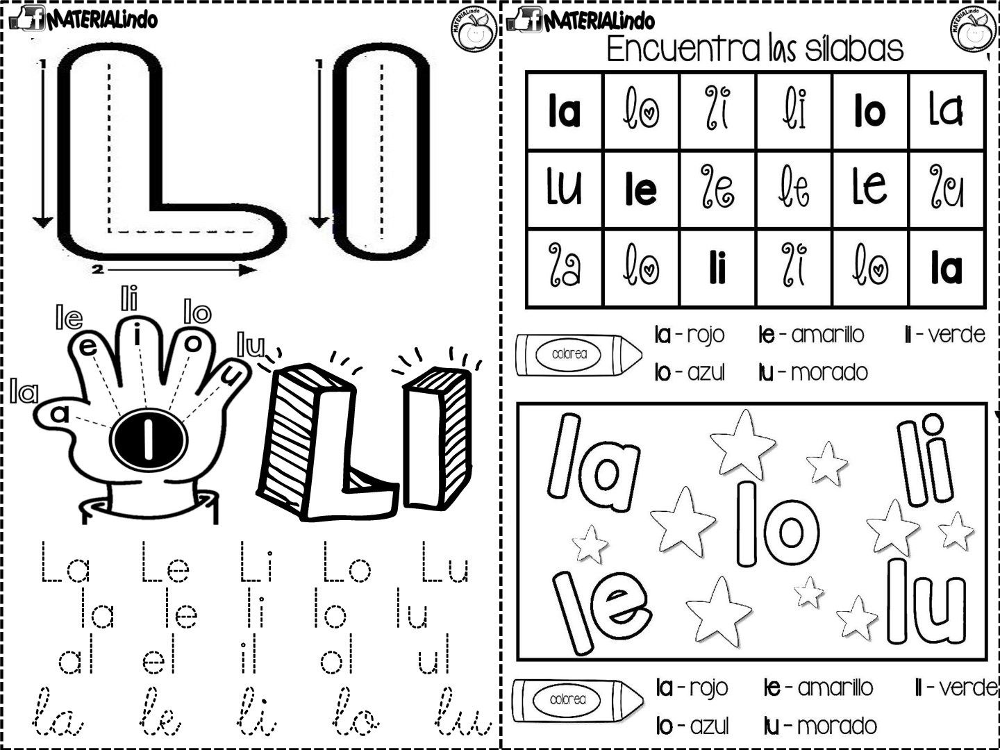 MATERIALindo
MATERIALindo
L l
1
2
1
la le li lo lu
a e i o u
l
Ll
La Le Li Lo Lu
la le li lo lu
al el il ol ul
la le li lo lu
MATERIALindo
MATERIALindo
Encuentra las sílabas
la lo li li lo la
lu le le le le lu
la lo li li lo la
colorea
la - rojo le - amarillo li - verde
lo - azul lu - morado
la
li
lo
le
lu
colorea
la - rojo le - amarillo li - verde
lo - azul lu - morado